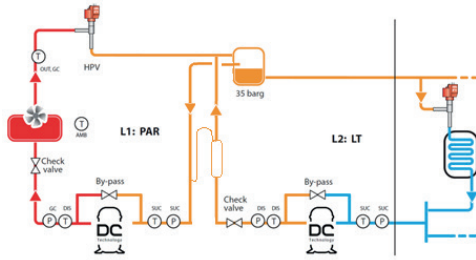 T
OUT, GC
HPV
35 barg
T
AMB
L1: PAR
L2: LT
Check
valve
By-pass
By-pass
Check
valve
GC
DIS
SUC
SUC
DIS
DIS
SUC
SUC
P
T
T
P
P
T
T
P
DC
Technology
DC
Technology